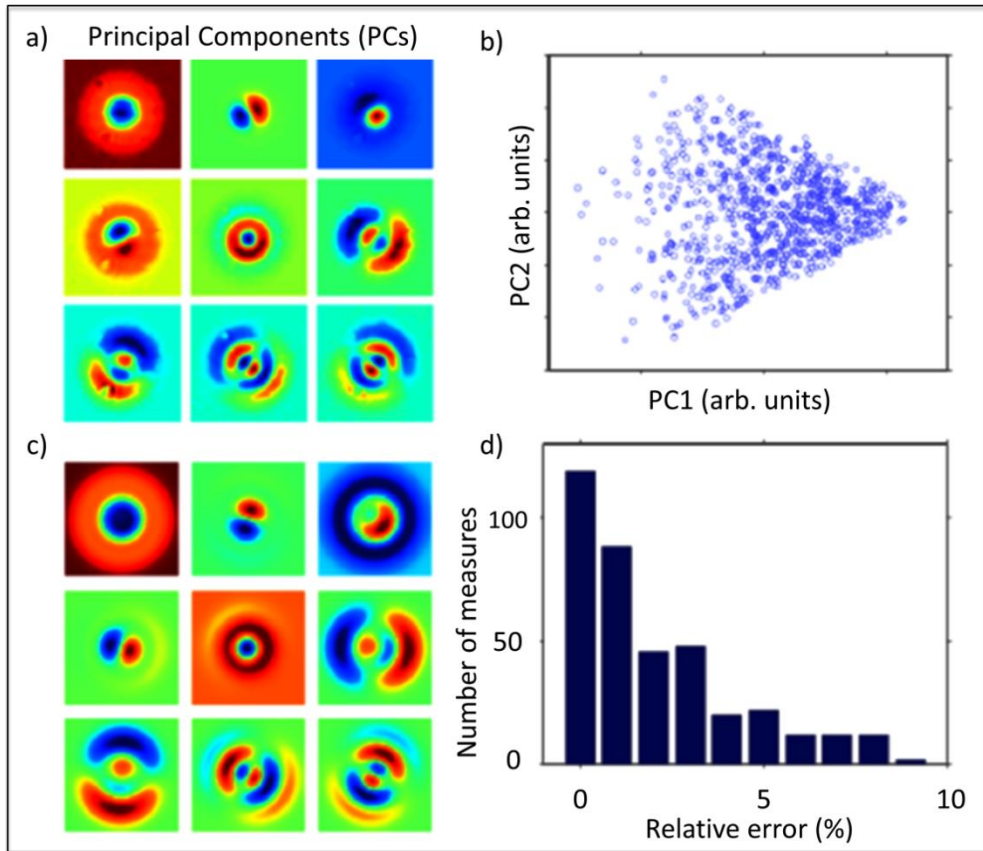 a) Principal Components (PCs)
b)
PC2 (arb. units)
PC1 (arb. units)
c)
d)
Number of measures
100
50
0
0 5 10
Relative error (%)